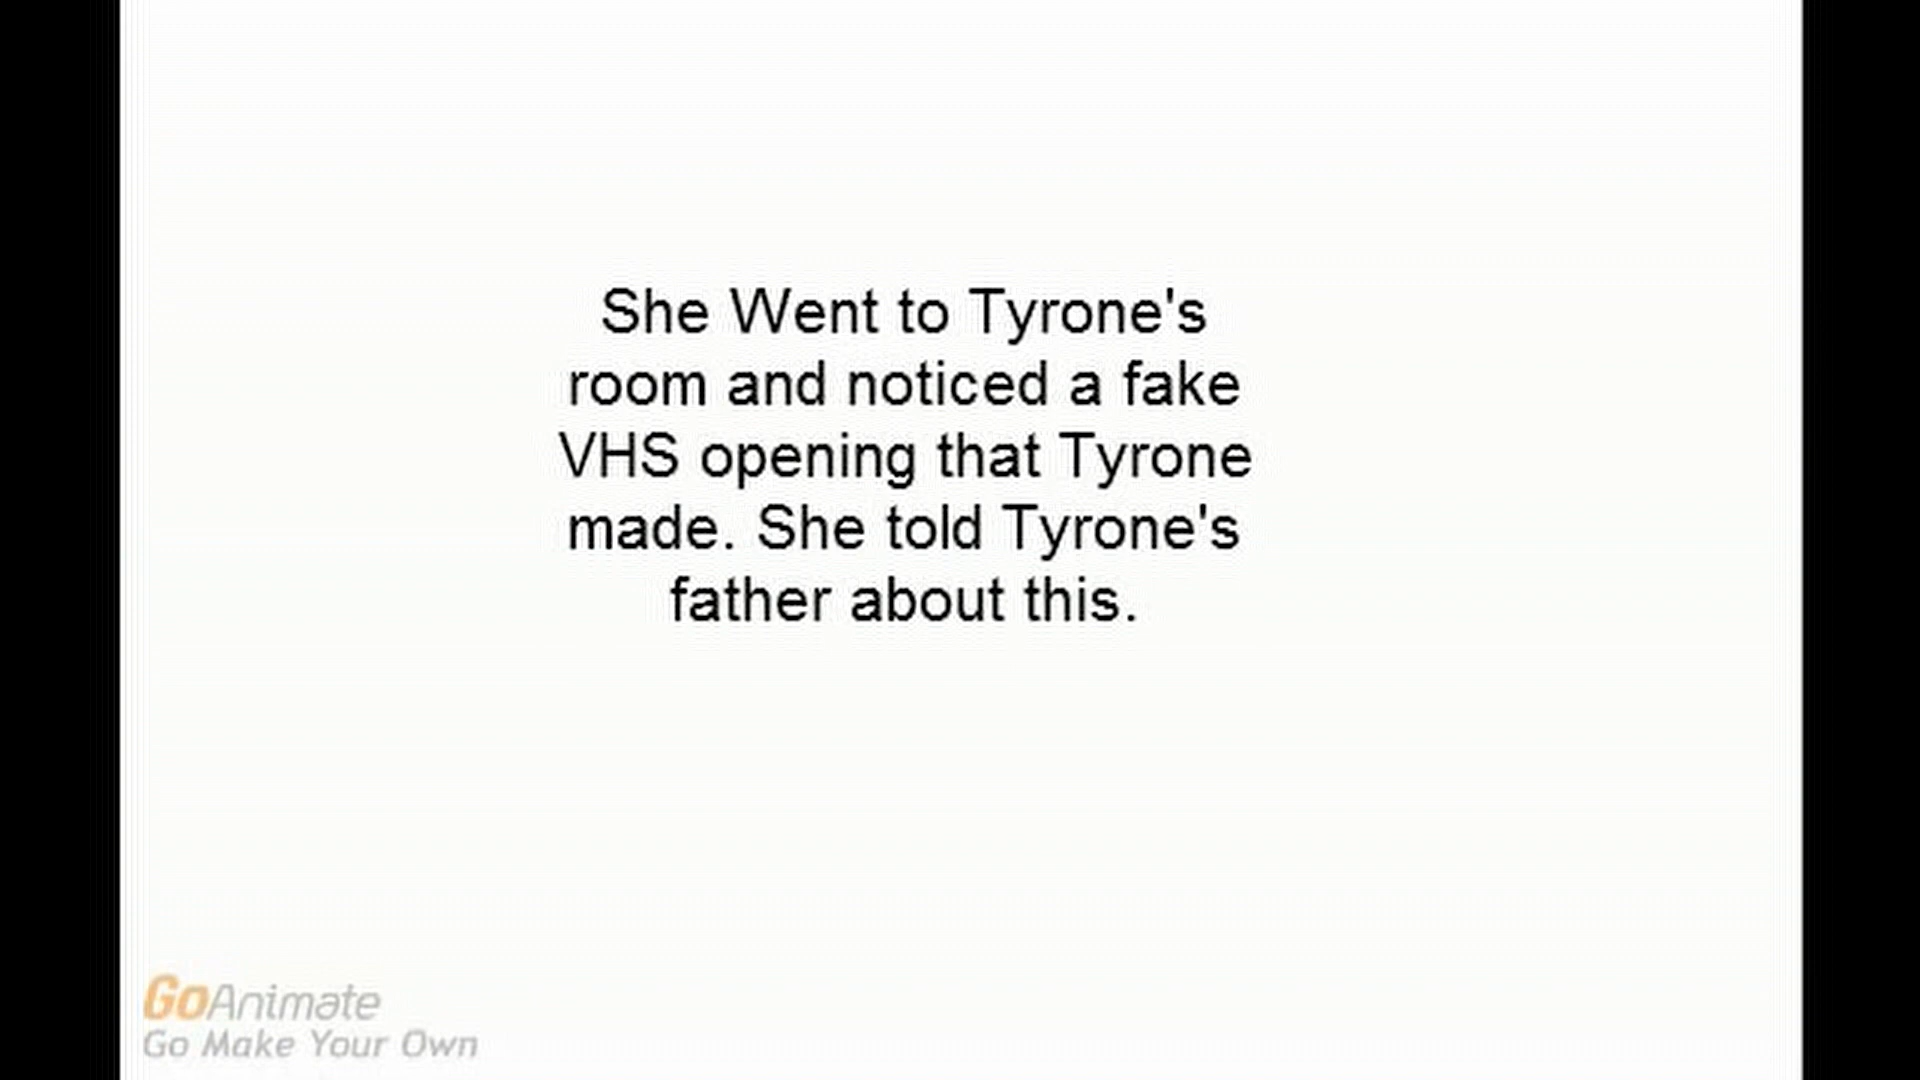 She Went to Tyrone's
room and noticed a fake
VHS opening that Tyrone
made. She told Tyrone's
father about this.
GoAnimate
Go Make Your Own